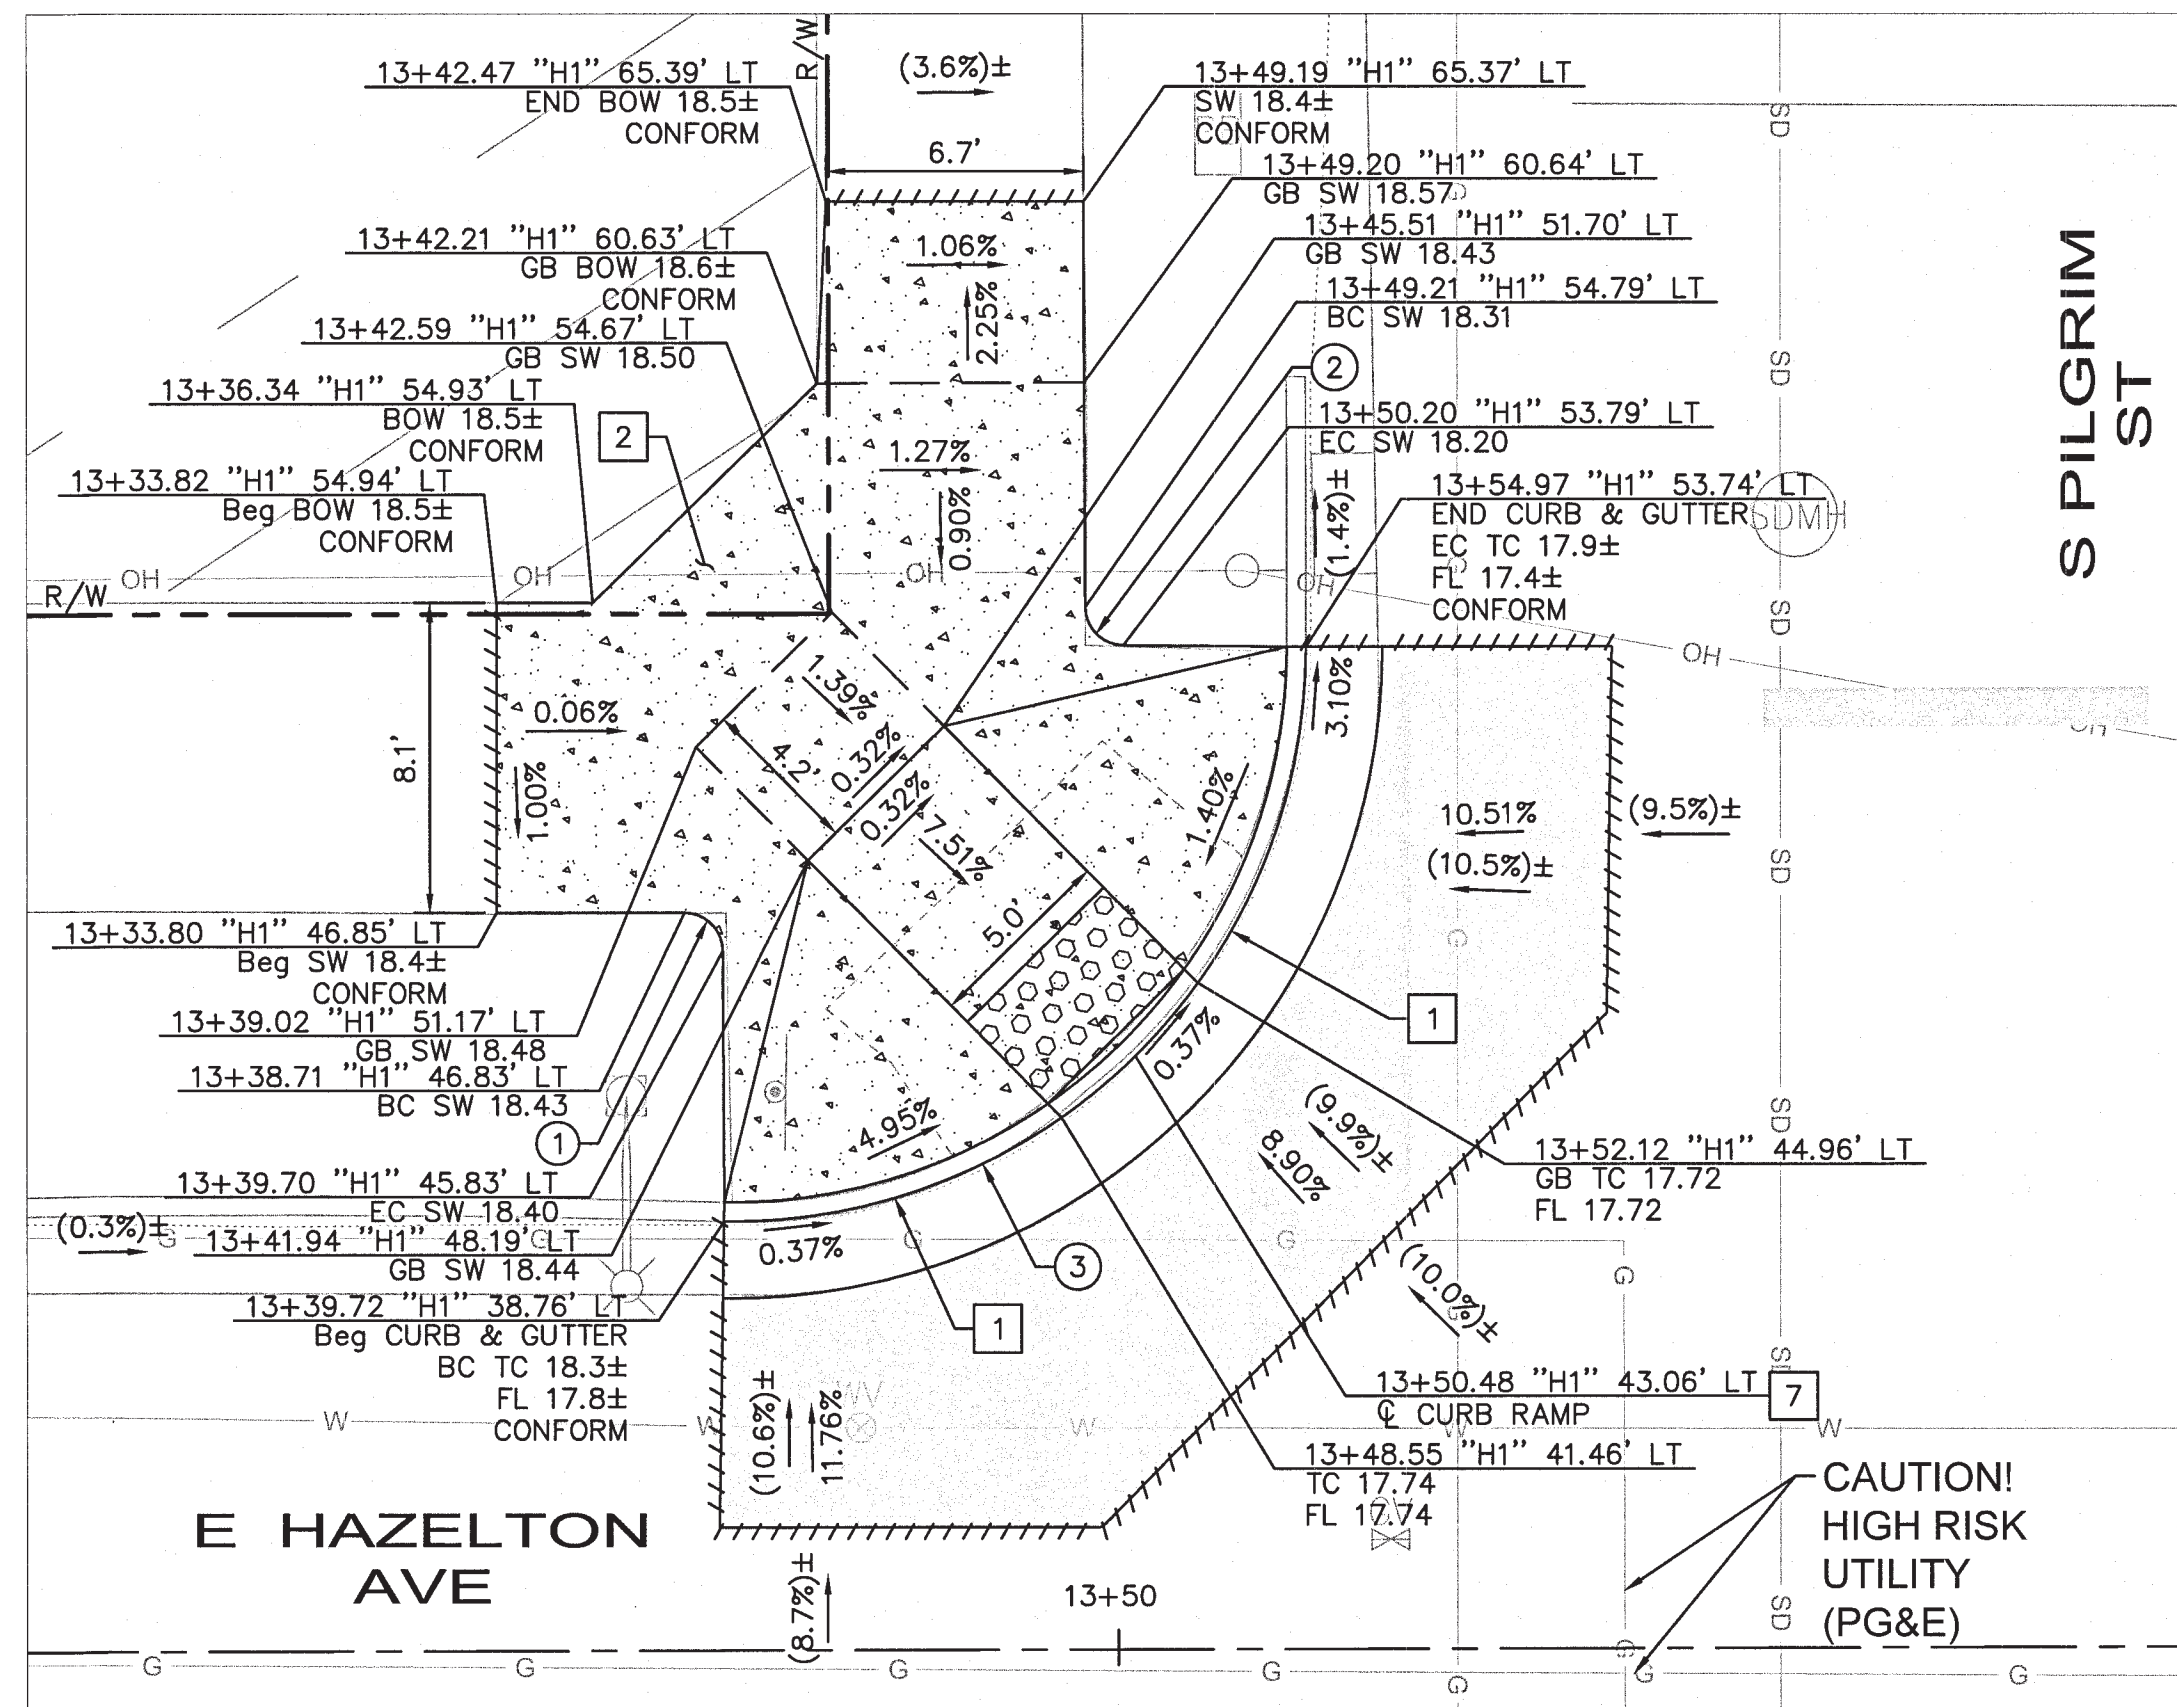 R/W
(3.6%)±
6.7'
13+42.47 "H1" 65.39' LT
END BOW 18.5±
CONFORM
13+42.21 "H1" 60.63' LT
GB BOW 18.6±
CONFORM
13+42.59 "H1" 54.67' LT
GB SW 18.50
13+36.34 "H1" 54.93' LT
BOW 18.5±
CONFORM
2
13+33.82 "H1" 54.94' LT
Beg BOW 18.5±
CONFORM
13+49.19 "H1" 65.37' LT
SW 18.4±
CONFORM
13+49.20 "H1" 60.64' LT
GB SW 18.57
13+45.51 "H1" 51.70' LT
GB SW 18.43
13+49.21 "H1" 54.79' LT
BC SW 18.31
2
13+50.20 "H1" 53.79' LT
EC SW 18.20
13+54.97 "H1" 53.74' LT
END CURB & GUTTER
EC TC 17.9±
FL 17.4±
CONFORM
SDMH
S PILGRIM
ST
SD
SD
SD
SD
SD
SD
1.06%
2.25%
1.27%
0.90%
(1.4%)±
OH
OH
OH
OH
OH
OH
R/W
8.1'
0.06%
1.00%
1.39%
4.2'
0.32%
0.32%
7.51%
5.0'
1.40%
3.10%
10.51%
(10.5%)±
(9.5%)±
13+33.80 "H1" 46.85' LT
Beg SW 18.4±
CONFORM
13+39.02 "H1" 51.17' LT
GB SW 18.48
13+38.71 "H1" 46.83' LT
BC SW 18.43
1
13+39.70 "H1" 45.83' LT
EC SW 18.40
(0.3%)±
13+41.94 "H1" 48.19' LT
GB SW 18.44
13+39.72 "H1" 38.76' LT
Beg CURB & GUTTER
BC TC 18.3±
FL 17.8±
CONFORM
4.95%
0.37%
0.37%
3
1
1
(9.9%)±
8.90%
(10.0%)±
13+52.12 "H1" 44.96' LT
GB TC 17.72
FL 17.72
13+50.48 "H1" 43.06' LT
7
℄ CURB RAMP
13+48.55 "H1" 41.46' LT
TC 17.74
FL 17.74
(10.6%)±
11.76%
WV
(8.7%)±
W
W
W
W
W
E HAZELTON
AVE
13+50
CAUTION!
HIGH RISK
UTILITY
(PG&E)
G
G
G
G
G
G
G
G
G
G
G
G
G